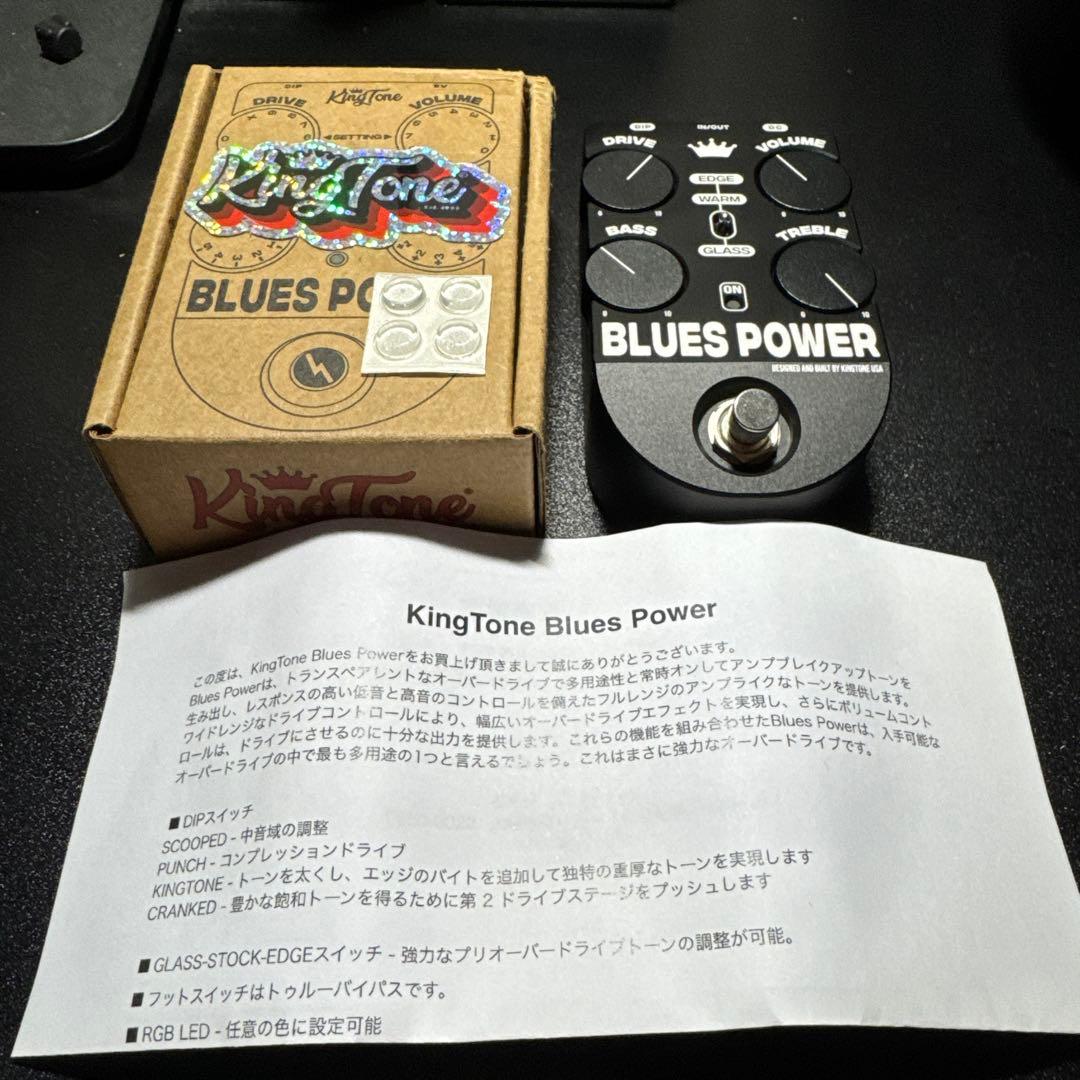 DIP
KingTone
9V
DRIVE
VOLUME
◄SETTING►
KingTone
BLUES PO
KingTone
DIP
IN/OUT
DC
DRIVE
VOLUME
EDGE
WARM
0 10
0 10
BASS
TREBLE
GLASS
ON
0 10
0 10
BLUES POWER
DESIGNED AND BUILT BY KINGTONE USA
KingTone Blues Power
この度は、KingTone Blues Powerをお買上げ頂きまして誠にありがとうございます。
Blues Powerは、トランスペアレントなオーバードライブで多用途性と常時オンしてアンプブレイクアップトーンを
生み出し、レスポンスの高い低音と高音のコントロールを備えたフルレンジのアンプライクなトーンを提供します。
ワイドレンジなドライブコントロールにより、幅広いオーバードライブエフェクトを実現し、さらにボリュームコント
ロールは、ドライブにさせるのに十分な出力を提供します。これらの機能を組み合わせたBlues Powerは、入手可能な
オーバードライブの中で最も多用途の1つと言えるでしょう。これはまさに強力なオーバードライブです。
■ DIPスイッチ
SCOOPED - 中音域の調整
PUNCH - コンプレッションドライブ
KINGTONE - トーンを太くし、エッジのバイトを追加して独特の重厚なトーンを実現します
CRANKED - 豊かな飽和トーンを得るために第 2 ドライブステージをプッシュします
■ GLASS-STOCK-EDGEスイッチ - 強力なプリオーバードライブトーンの調整が可能。
■ フットスイッチはトゥルーバイパスです。
■ RGB LED - 任意の色に設定可能